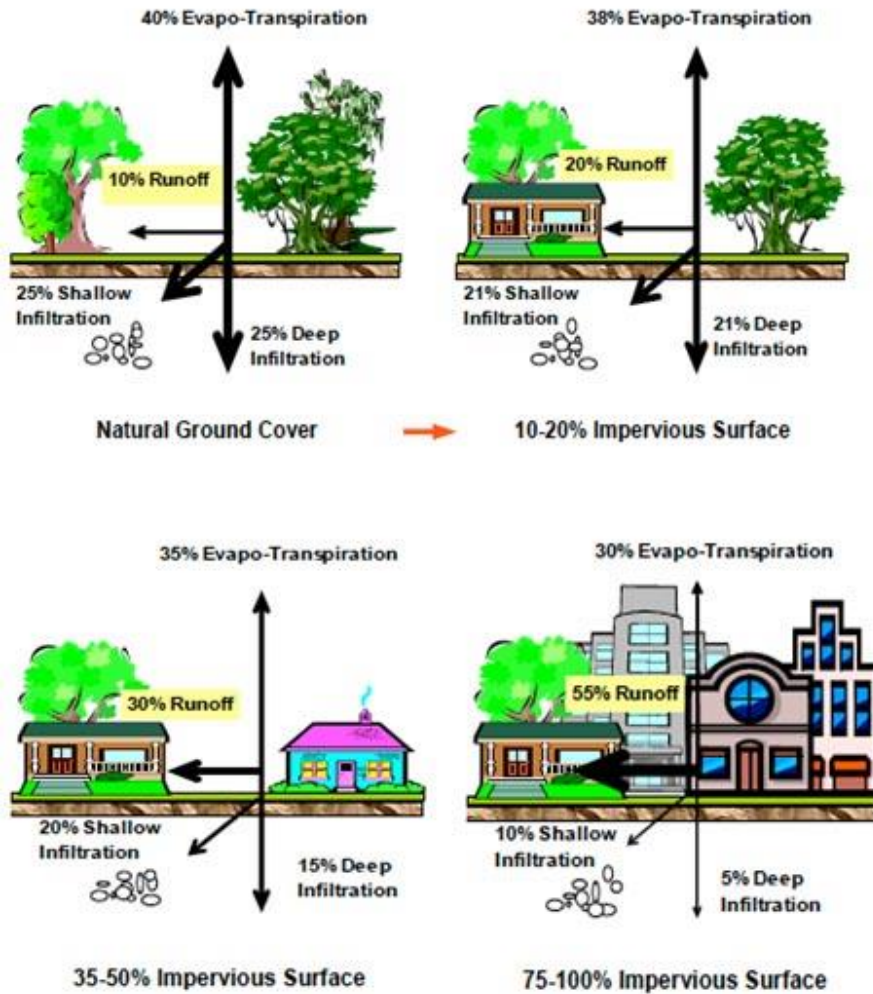 40% Evapo-Transpiration
10% Runoff
25% Shallow
Infiltration
25% Deep
Infiltration
Natural Ground Cover
38% Evapo-Transpiration
20% Runoff
21% Shallow
Infiltration
21% Deep
Infiltration
10-20% Impervious Surface
35% Evapo-Transpiration
30% Runoff
20% Shallow
Infiltration
15% Deep
Infiltration
35-50% Impervious Surface
30% Evapo-Transpiration
55% Runoff
10% Shallow
Infiltration
5% Deep
Infiltration
75-100% Impervious Surface